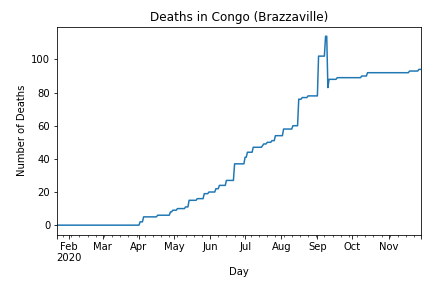 Deaths in Congo (Brazzaville)
Number of Deaths
100
80
60
40
20
0
Feb Mar Apr May Jun Jul Aug Sep Oct Nov
2020
Day